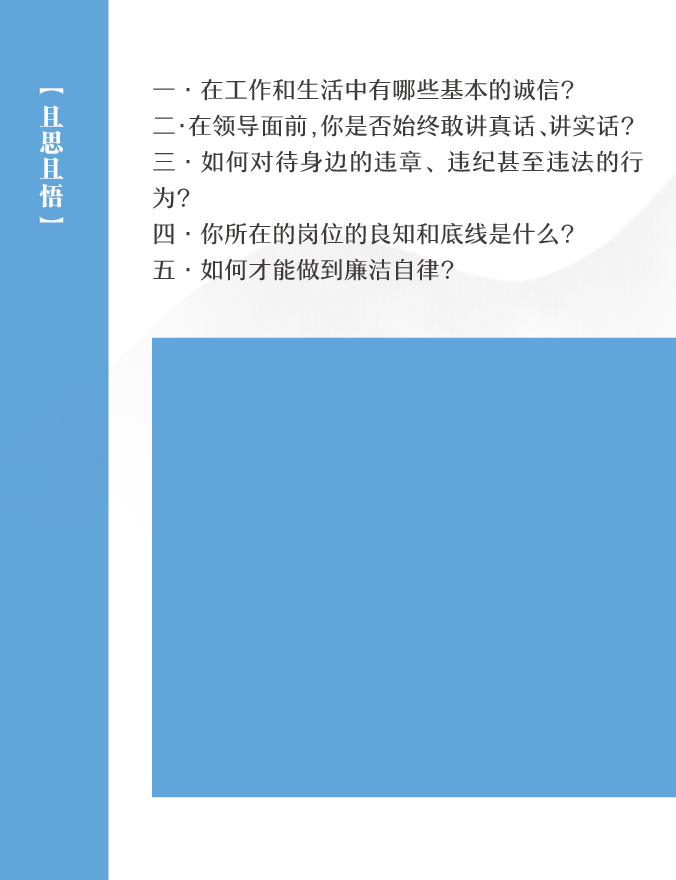 【且思且悟】
一·在工作和生活中有哪些基本的诚信?
二·在领导面前,你是否始终敢讲真话、讲实话?
三·如何对待身边的违章、违纪甚至违法的行
为?
四·你所在的岗位的良知和底线是什么?
五·如何才能做到廉洁自律?